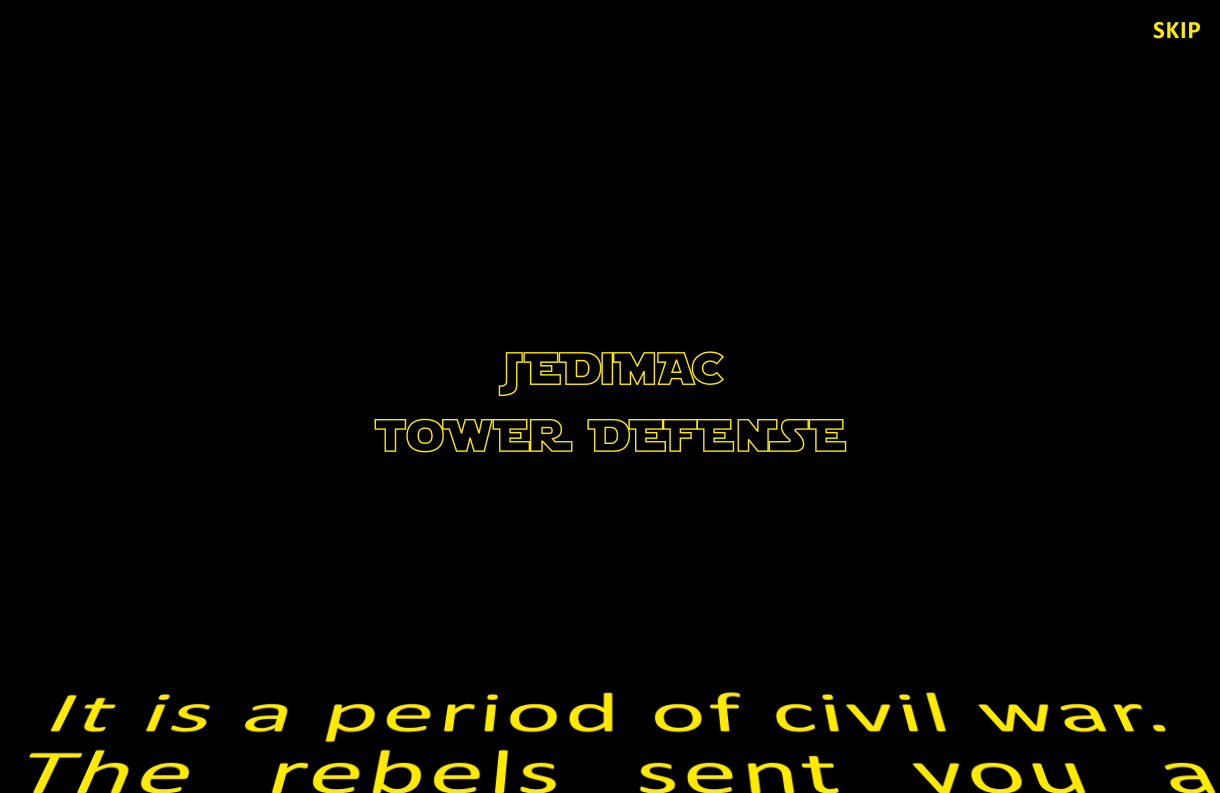 SKIP
JEDIMAC
TOWER DEFENSE
It is a period of civil war.
The rebels sent you a